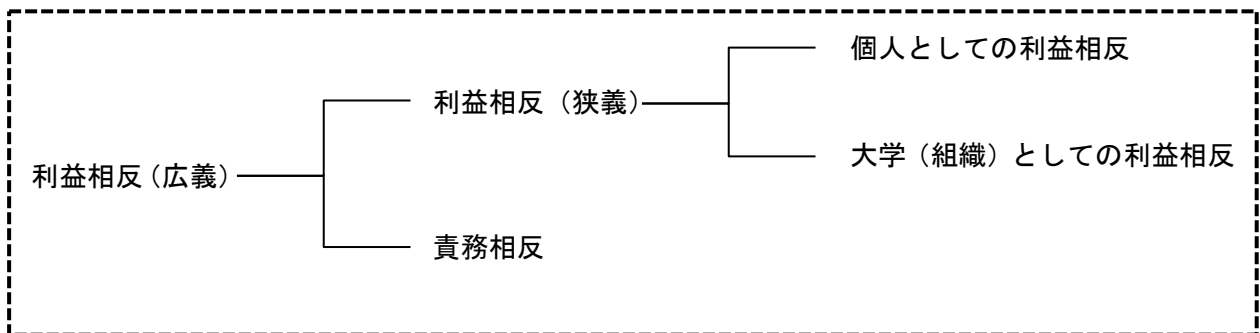 個人としての利益相反
利益相反（狭義）
大学（組織）としての利益相反
利益相反（広義）
責務相反